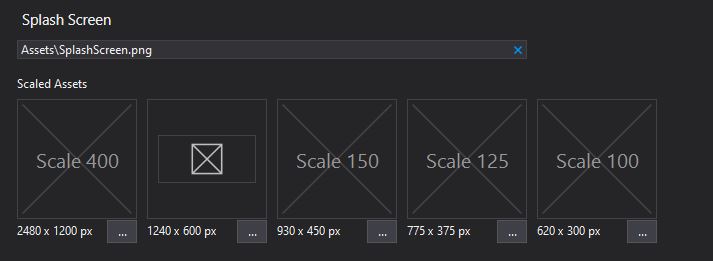 Splash Screen
Assets\SplashScreen.png
Scaled Assets
Scale 400 Scale 150 Scale 125 Scale 100
2480 x 1200 px ... 1240 x 600 px ... 930 x 450 px ... 775 x 375 px ... 620 x 300 px ...